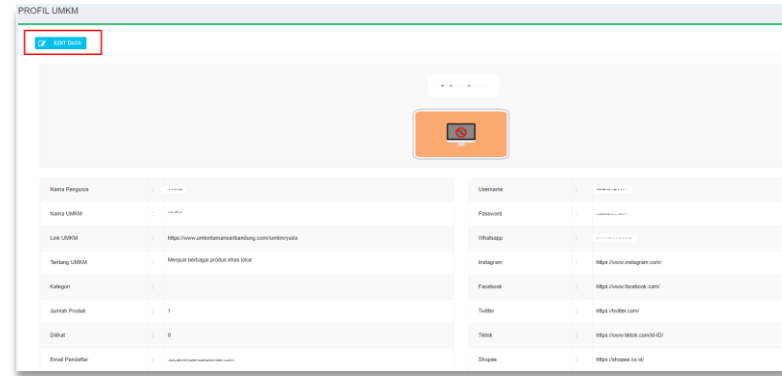 PROFIL UMKM
EDIT DATA
Nama Pengurus :
Nama UMKM :
Link UMKM : https://www.umkmtamansaribandung.com/umkm/yuda
Tentang UMKM : Menjual berbagai produk khas lokal
Kategori :
Jumlah Produk : 1
Dilihat : 0
Email Pendaftar :
Username :
Password :
Whatsapp :
Instagram : https://www.instagram.com/
Facebook : https://www.facebook.com/
Twitter : https://twitter.com/
Tiktok : https://www.tiktok.com/id-ID/
Shopee : https://shopee.co.id/